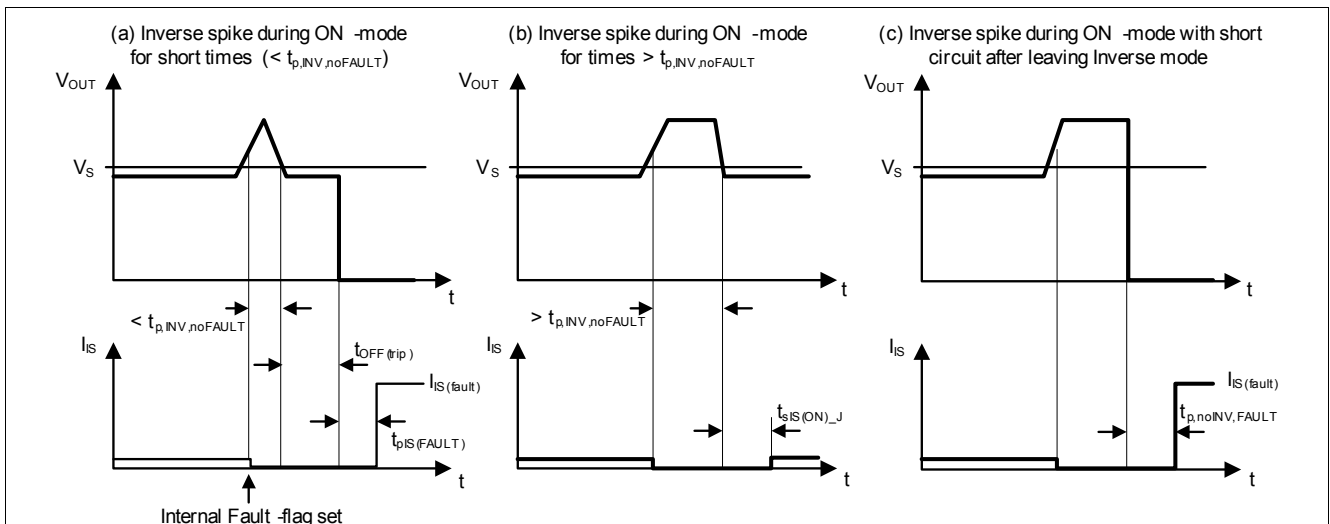 (a) Inverse spike during ON -mode
for short times (< tp,INV,noFAULT)
VOUT
VS
t
< tp,INV,noFAULT
tOFF(trip)
IIS
IIS(fault)
tpIS(FAULT)
t
Internal Fault -flag set
(b) Inverse spike during ON -mode
for times > tp,INV,noFAULT
VOUT
VS
t
> tp,INV,noFAULT
IIS
tsIS(ON)_J
t
(c) Inverse spike during ON -mode with short
circuit after leaving Inverse mode
VOUT
VS
t
IIS
IIS(fault)
tp,noINV,FAULT
t